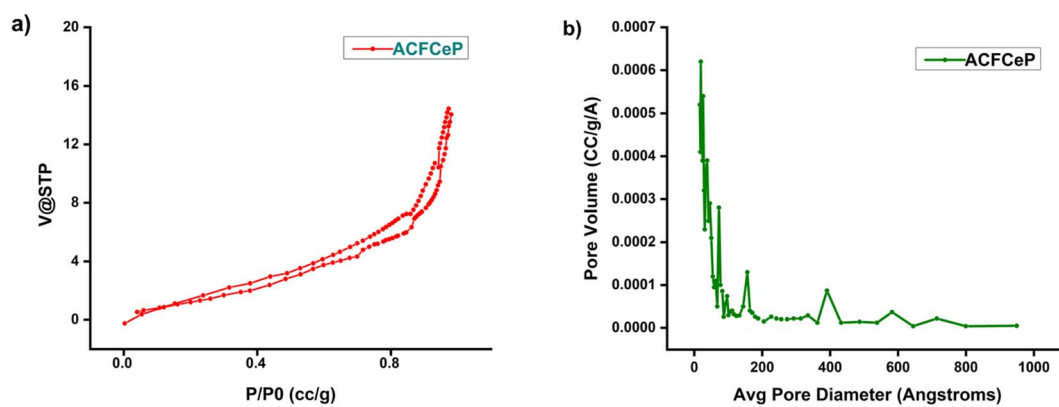 a)
20
16
12
8
4
0
V@STP
ACFCeP
0.0
0.4
0.8
P/P0 (cc/g)
b)
0.0007
0.0006
0.0005
0.0004
0.0003
0.0002
0.0001
0.0000
Pore Volume (CC/g/A)
ACFCeP
0
200
400
600
800
1000
Avg Pore Diameter (Angstroms)